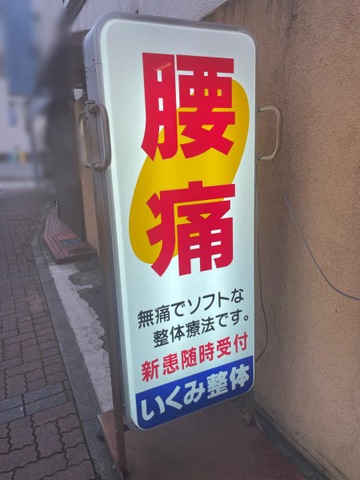 腰痛
無痛でソフトな
整体療法です。
新患随時受付
いくみ整体